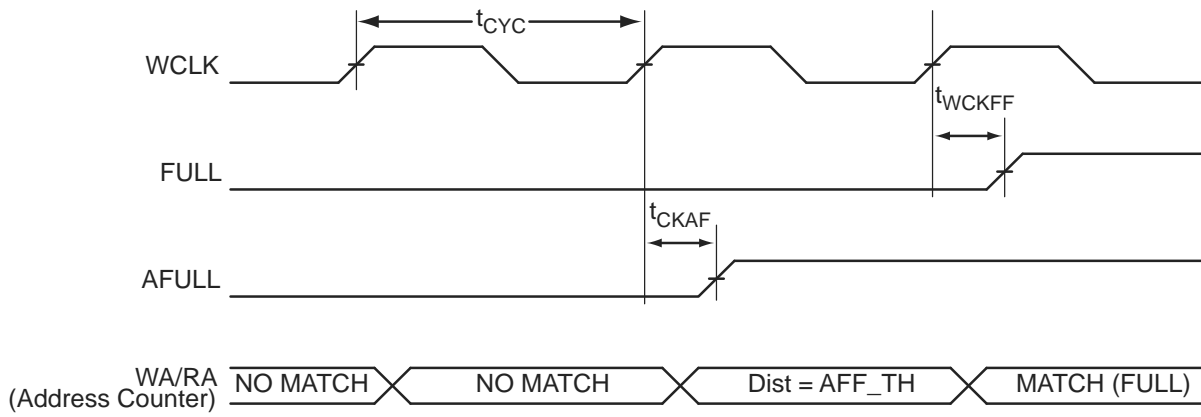 tCYC
WCLK
tWCKFF
FULL
tCKAF
AFULL
WA/RA
(Address Counter)
NO MATCH
NO MATCH
Dist = AFF_TH
MATCH (FULL)